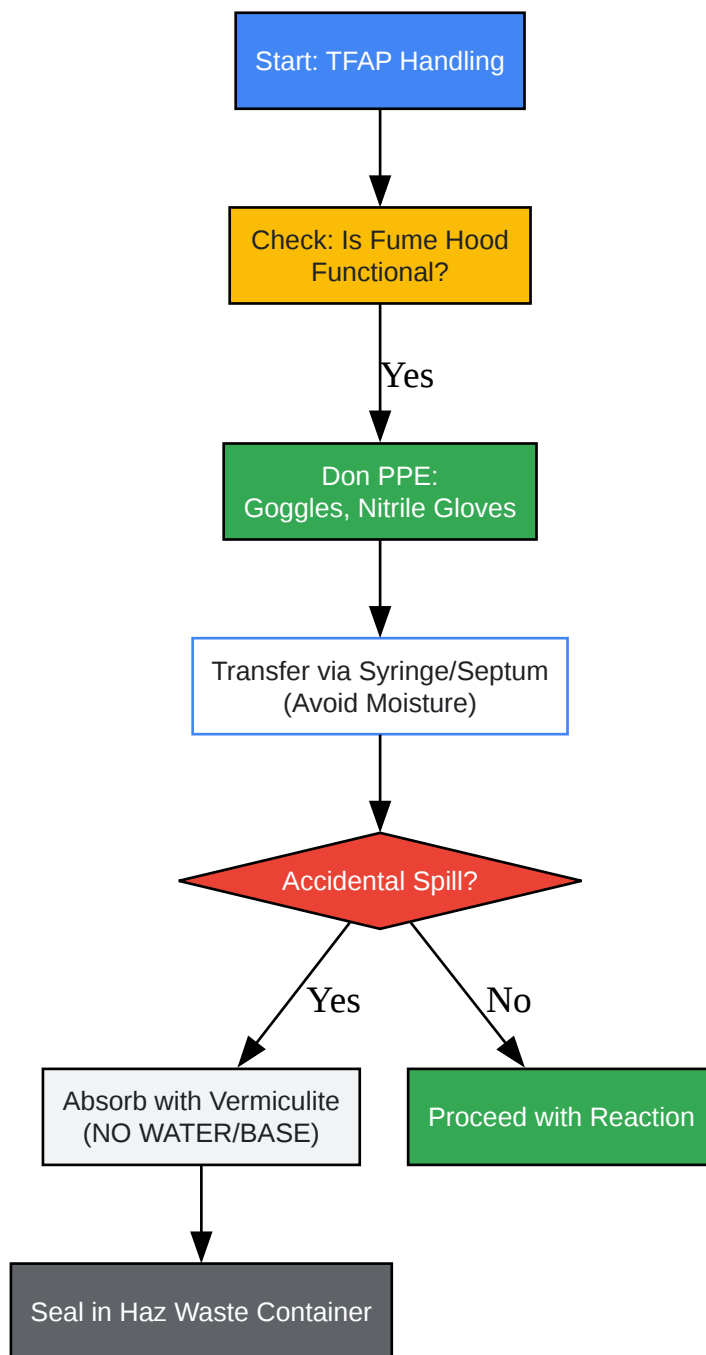 Start: TFAP Handling
Check: Is Fume Hood
Functional?
Yes
Don PPE:
Goggles, Nitrile Gloves
Transfer via Syringe/Septum
(Avoid Moisture)
Accidental Spill?
Yes
No
Absorb with Vermiculite
(NO WATER/BASE)
Proceed with Reaction
Seal in Haz Waste Container